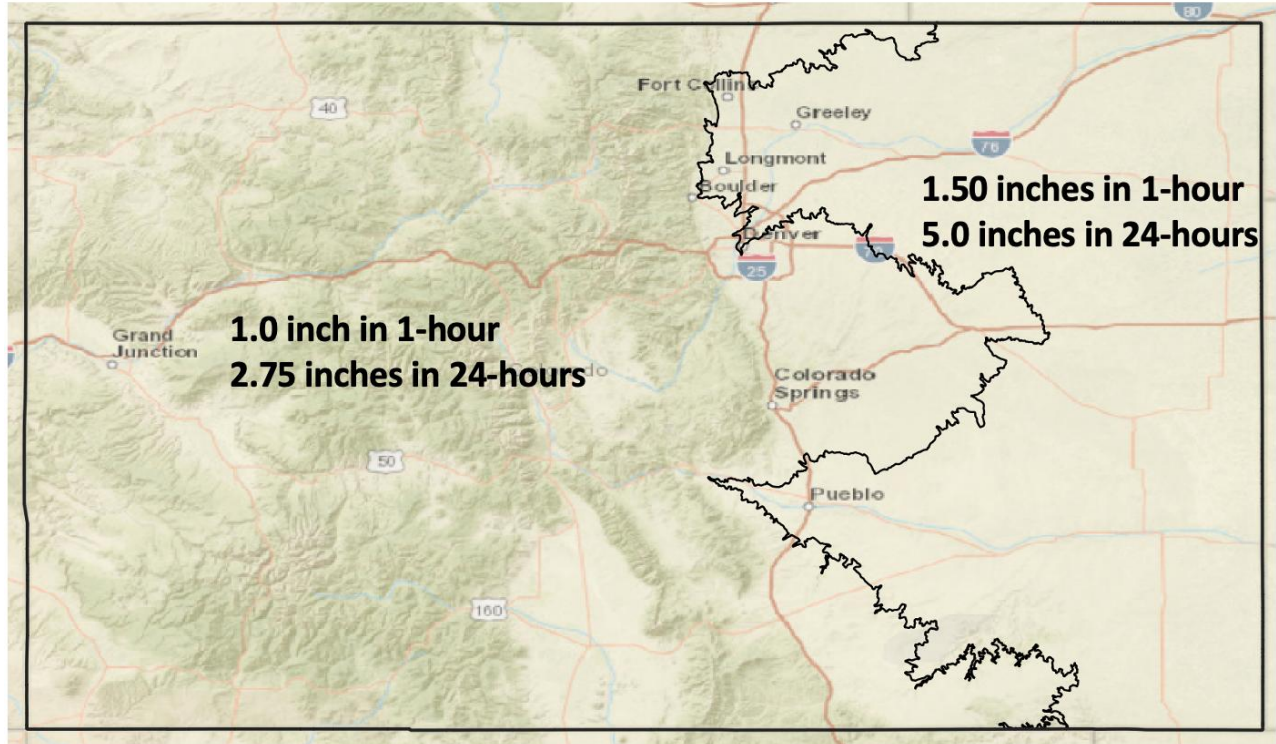 80
Fort Collins
40
Greeley
76
Longmont
Boulder
1.50 inches in 1-hour
5.0 inches in 24-hours
Denver
25
Grand
Junction
1.0 inch in 1-hour
2.75 inches in 24-hours
Colorado
Springs
50
Pueblo
160